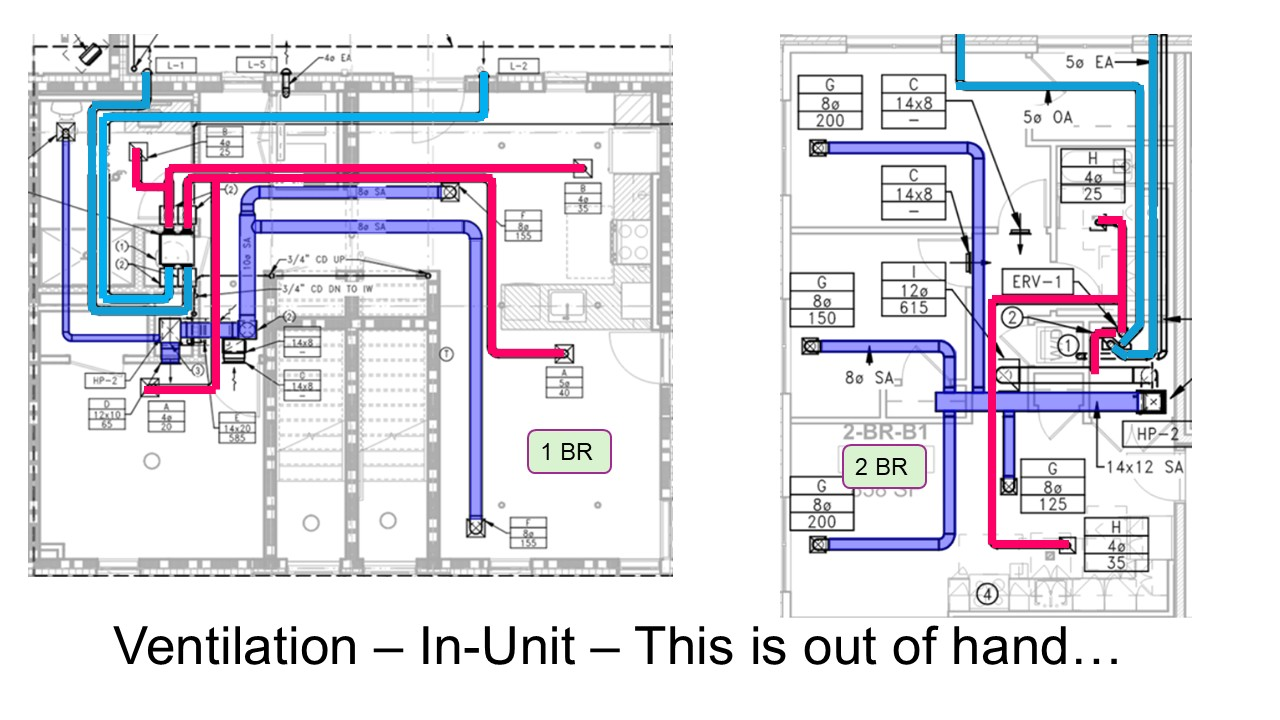 L-1
L-5
4ø EA
L-2
B
4ø
25
(2)
8ø SA
B
4ø
35
F
8ø
155
8ø SA
10ø SA
(1)
(2)
3/4" CD UP
3/4" CD DN TO IW
(2)
14x8
–
(3)
HP-2
C
14x8
–
D
12x10
65
A
4ø
20
14x20
585
A
5ø
40
1 BR
F
8ø
155
5ø EA
G
8ø
200
C
14x8
–
5ø OA
H
4ø
25
C
14x8
–
ERV-1
I
12ø
615
G
8ø
150
2
1
8ø SA
2-BR-B1
HP-2
2 BR
14x12 SA
G
8ø
200
G
8ø
125
H
4ø
35
4
Ventilation – In-Unit – This is out of hand…